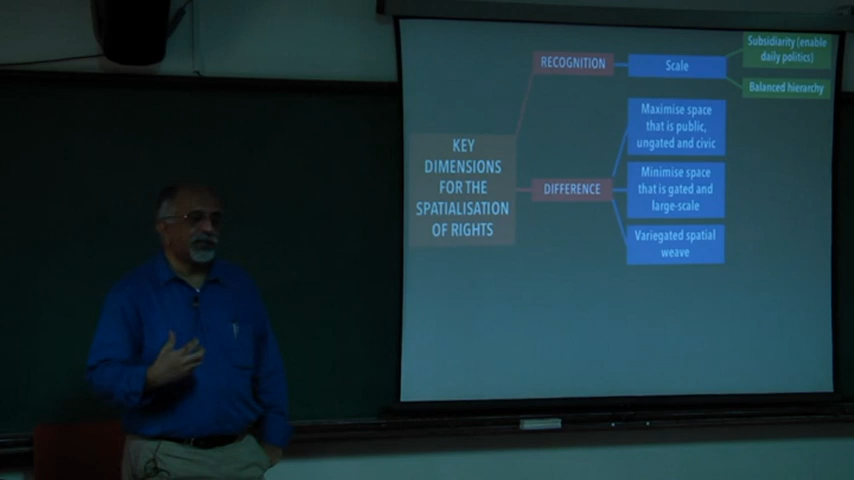 KEY
DIMENSIONS
FOR THE
SPATIALISATION
OF RIGHTS
RECOGNITION
Scale
Subsidiarity (enable
daily politics)
Balanced hierarchy
DIFFERENCE
Maximise space
that is public,
ungated and civic
Minimise space
that is gated and
large-scale
Variegated spatial
weave